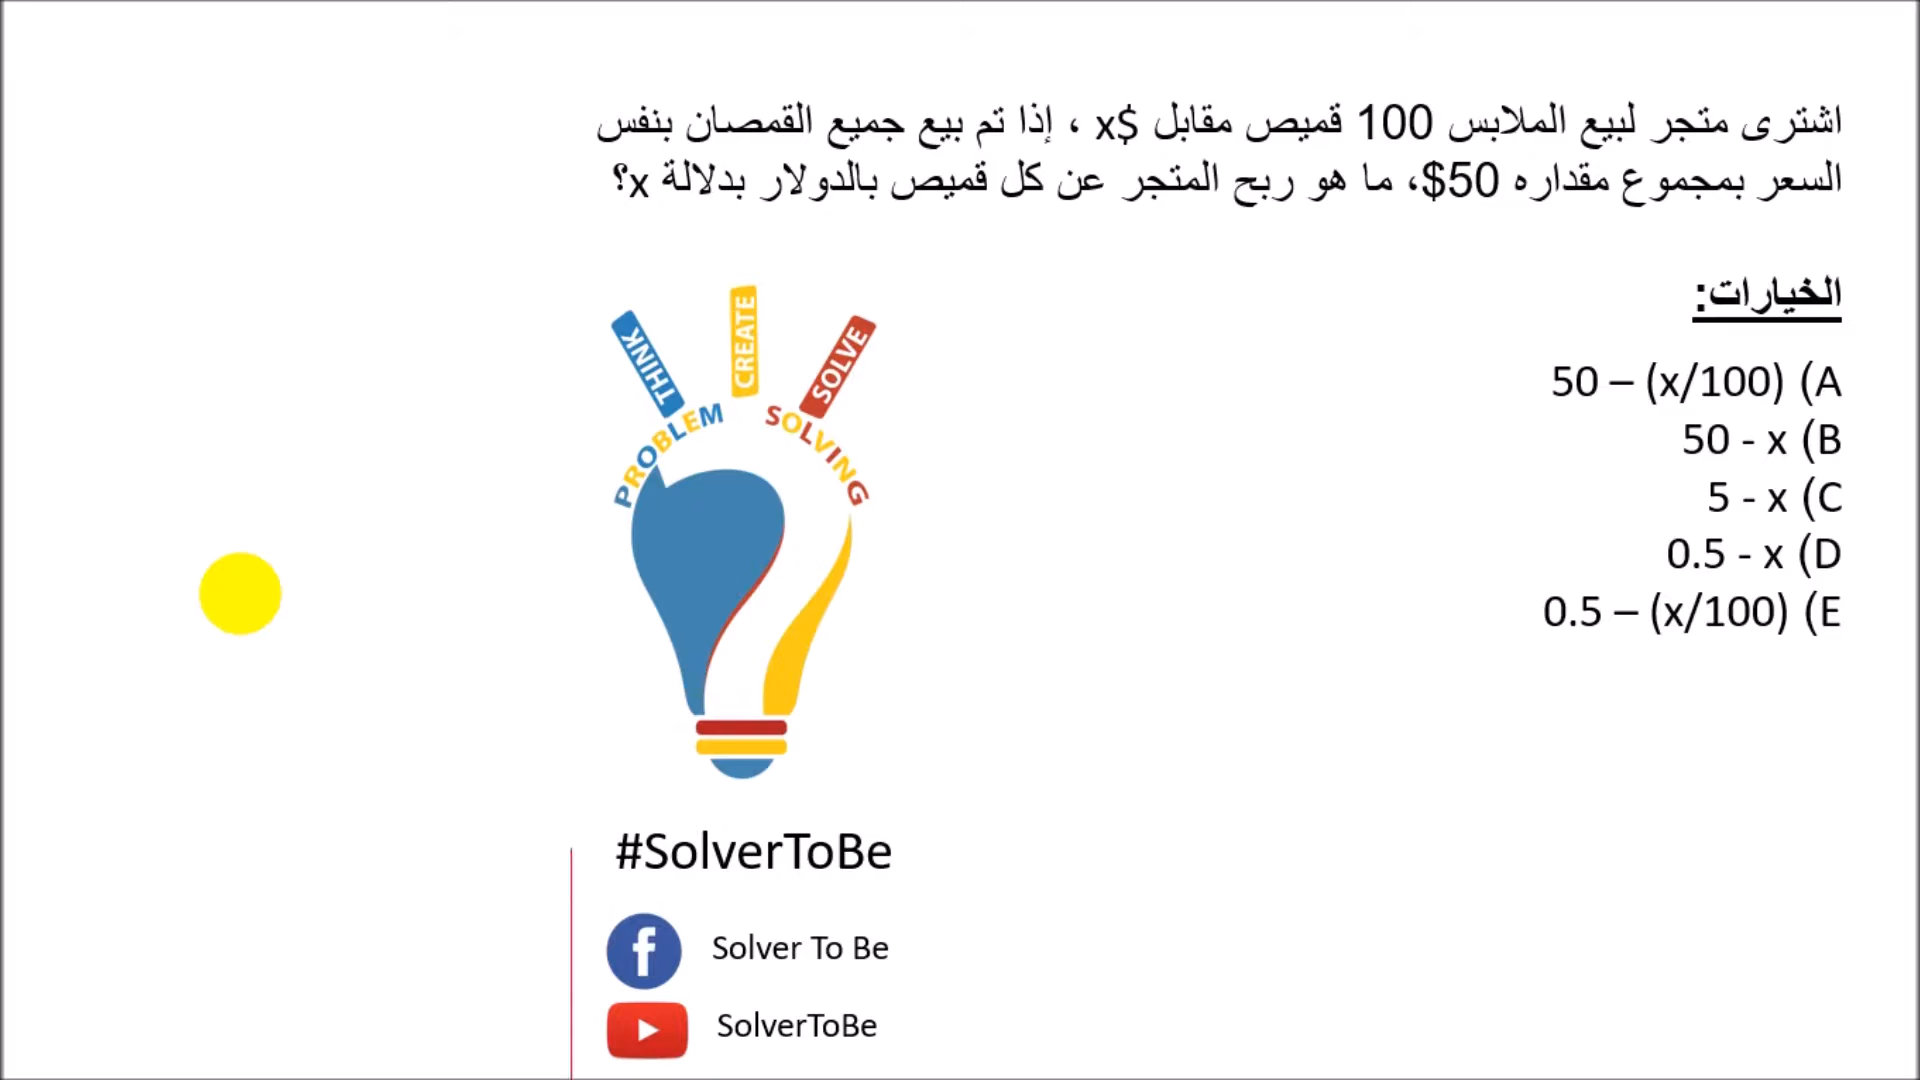 اشترى متجر لبيع الملابس 100 قميص مقابل x$ ، إذا تم بيع جميع القمصان بنفس
السعر بمجموع مقداره 50$، ما هو ربح المتجر عن كل قميص بالدولار بدلالة x؟
الخيارات:
A) 50 – (x/100)
B) 50 - x
C) 5 - x
D) 0.5 - x
E) 0.5 – (x/100)
THINK
CREATE
SOLVE
PROBLEM SOLVING
#SolverToBe
f Solver To Be
SolverToBe